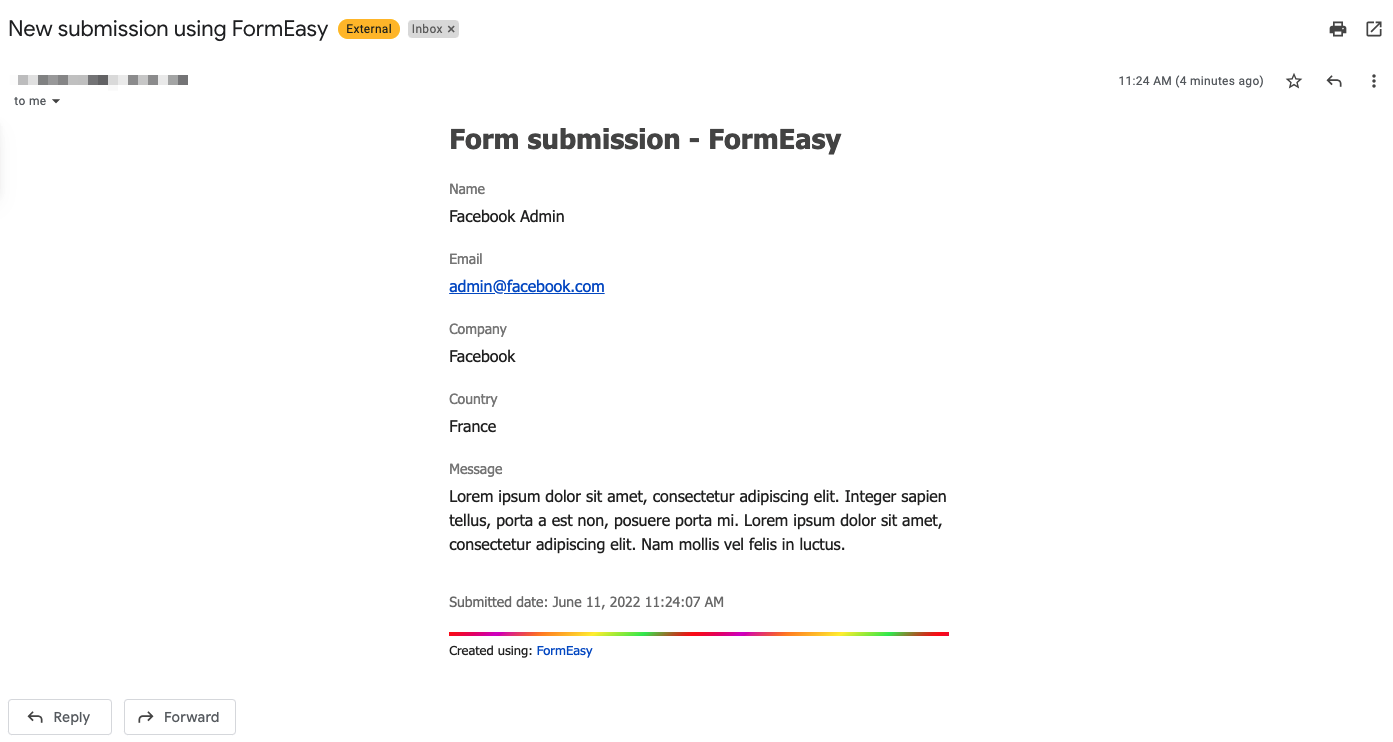 New submission using FormEasy External Inbox ×
11:24 AM (4 minutes ago)
to me
Form submission - FormEasy
Name
Facebook Admin
Email
admin@facebook.com
Company
Facebook
Country
France
Message
Lorem ipsum dolor sit amet, consectetur adipiscing elit. Integer sapien
tellus, porta a est non, posuere porta mi. Lorem ipsum dolor sit amet,
consectetur adipiscing elit. Nam mollis vel felis in luctus.
Submitted date: June 11, 2022 11:24:07 AM
Created using: FormEasy
Reply Forward